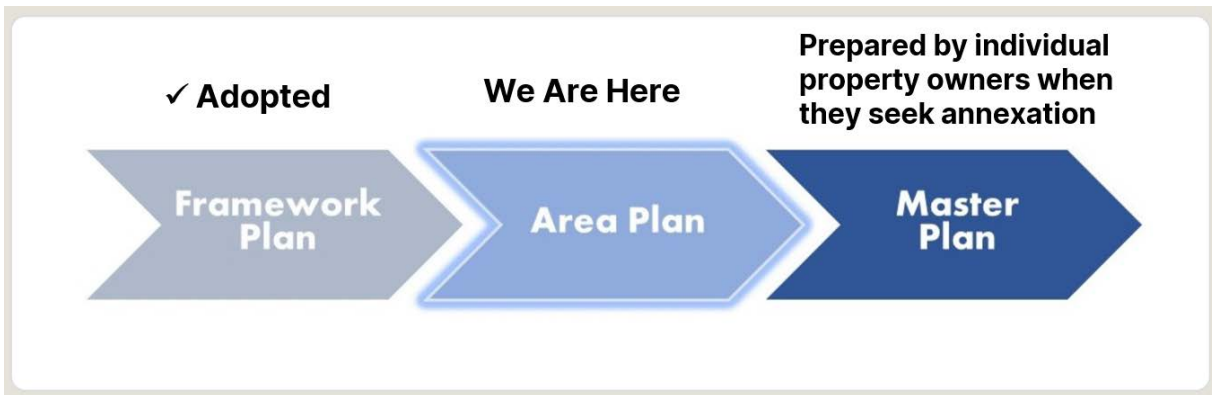 ✓ Adopted
We Are Here
Prepared by individual
property owners when
they seek annexation
Framework
Plan
Area Plan
Master
Plan